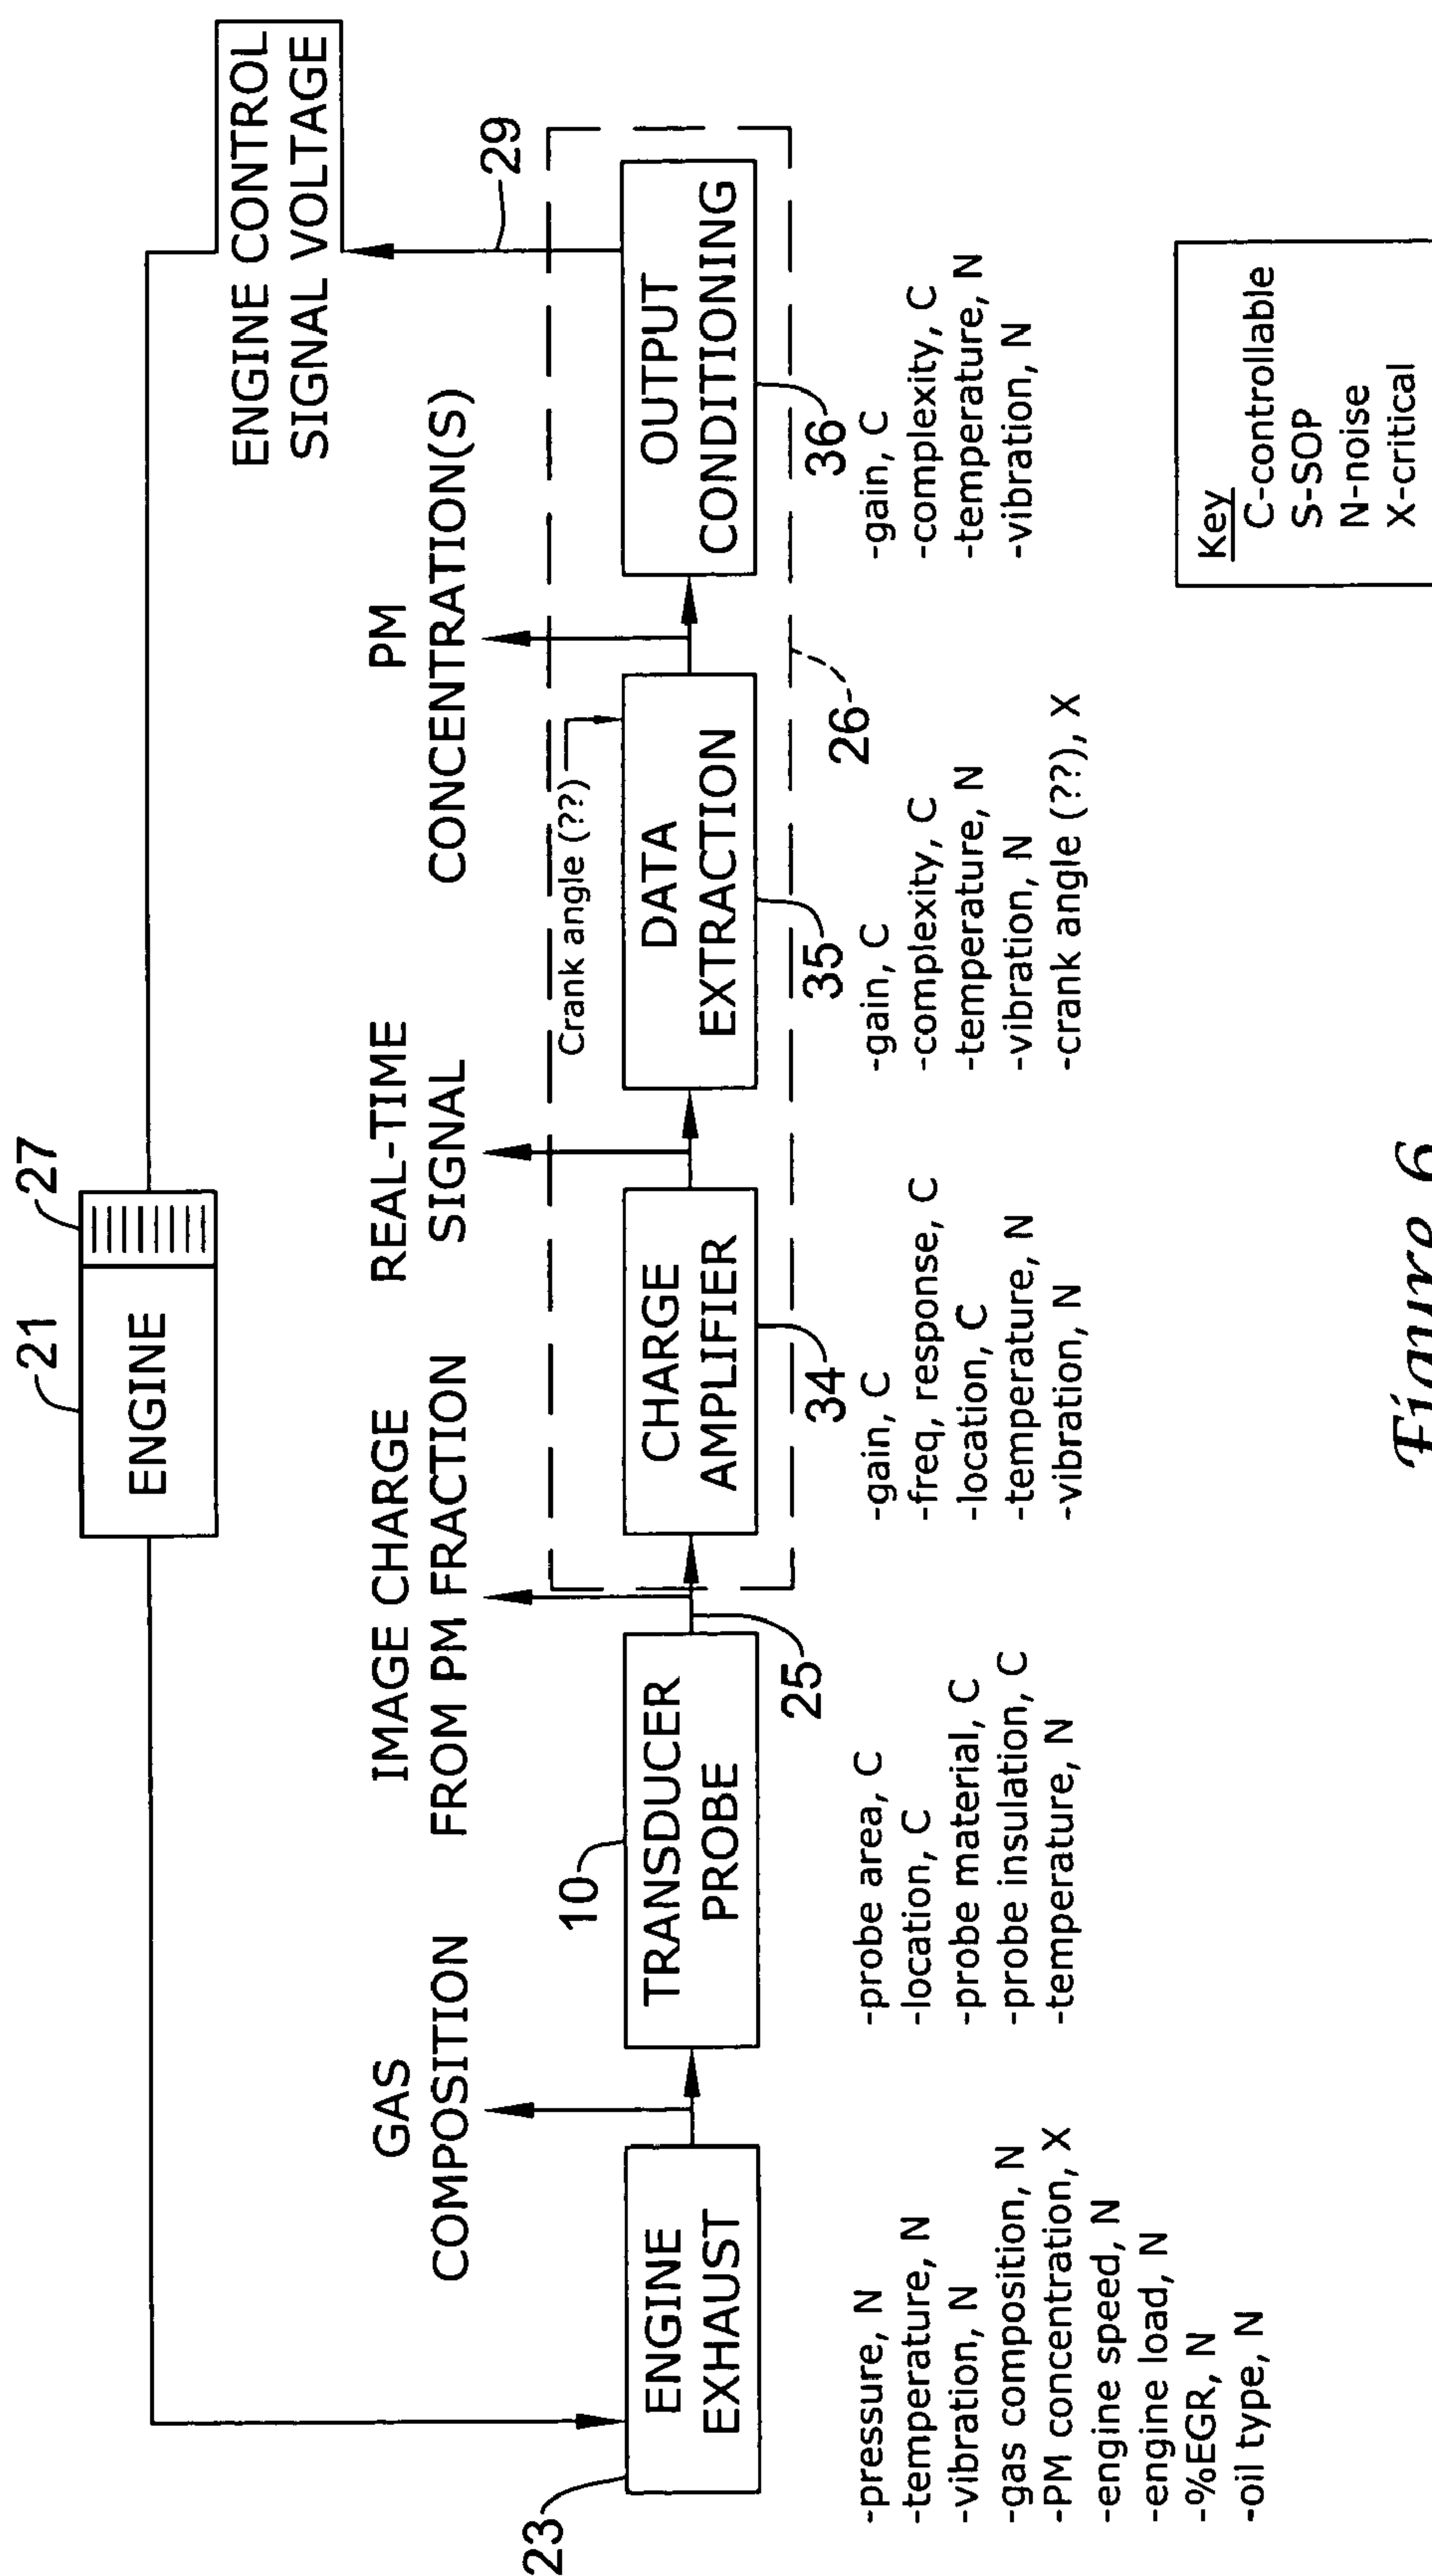 21
27
ENGINE
ENGINE CONTROL
SIGNAL VOLTAGE
GAS
COMPOSITION
IMAGE CHARGE
FROM PM FRACTION
REAL-TIME
SIGNAL
PM
CONCENTRATION(S)
29
23
ENGINE
EXHAUST
10
TRANSDUCER
PROBE
25
CHARGE
AMPLIFIER
34
Crank angle (??)
DATA
EXTRACTION
35
26
OUTPUT
CONDITIONING
36
-pressure, N
-temperature, N
-vibration, N
-gas composition, N
-PM concentration, X
-engine speed, N
-engine load, N
-%EGR, N
-oil type, N
-probe area, C
-location, C
-probe material, C
-probe insulation, C
-temperature, N
-gain, C
-freq, response, C
-location, C
-temperature, N
-vibration, N
-gain, C
-complexity, C
-temperature, N
-vibration, N
-crank angle (??), X
-gain, C
-complexity, C
-temperature, N
-vibration, N
Key
C-controllable
S-SOP
N-noise
X-critical
Figure 6